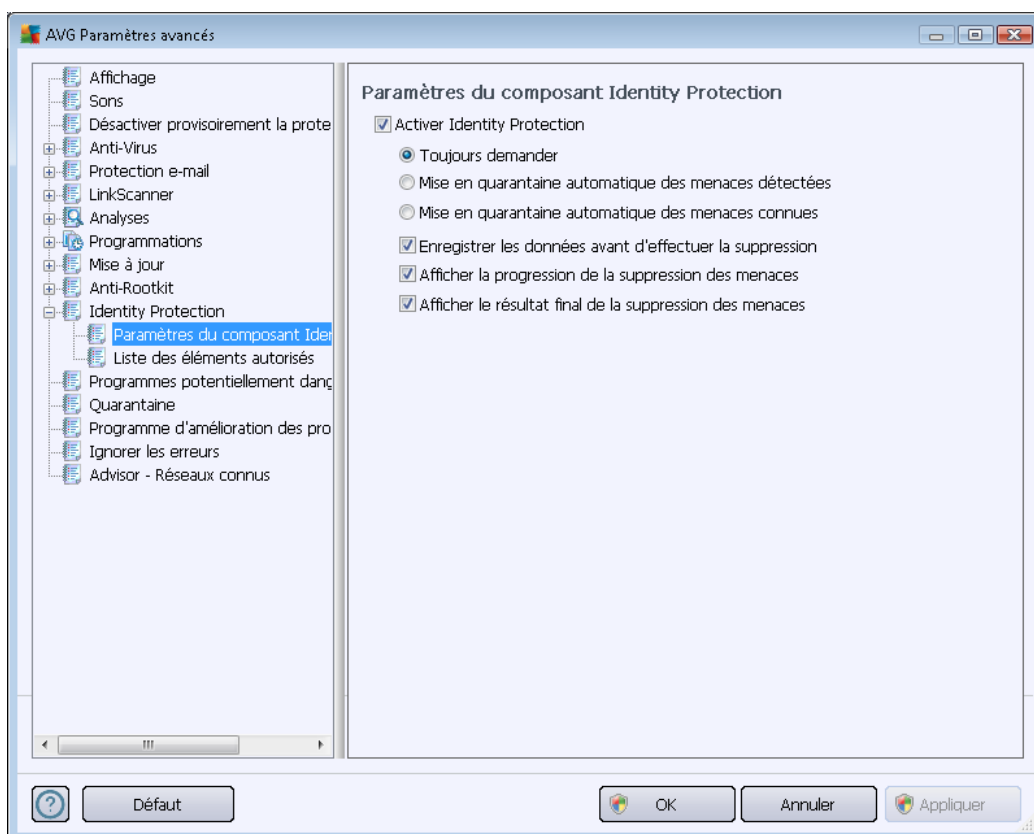 AVG Paramètres avancés
Affichage
Sons
Désactiver provisoirement la prote
Anti-Virus
Protection e-mail
LinkScanner
Analyses
Programmations
Mise à jour
Anti-Rootkit
Identity Protection
Paramètres du composant Iden
Liste des éléments autorisés
Programmes potentiellement dang
Quarantaine
Programme d'amélioration des pro
Ignorer les erreurs
Advisor - Réseaux connus
Paramètres du composant Identity Protection
Activer Identity Protection
Toujours demander
Mise en quarantaine automatique des menaces détectées
Mise en quarantaine automatique des menaces connues
Enregistrer les données avant d'effectuer la suppression
Afficher la progression de la suppression des menaces
Afficher le résultat final de la suppression des menaces
Défaut
OK
Annuler
Appliquer